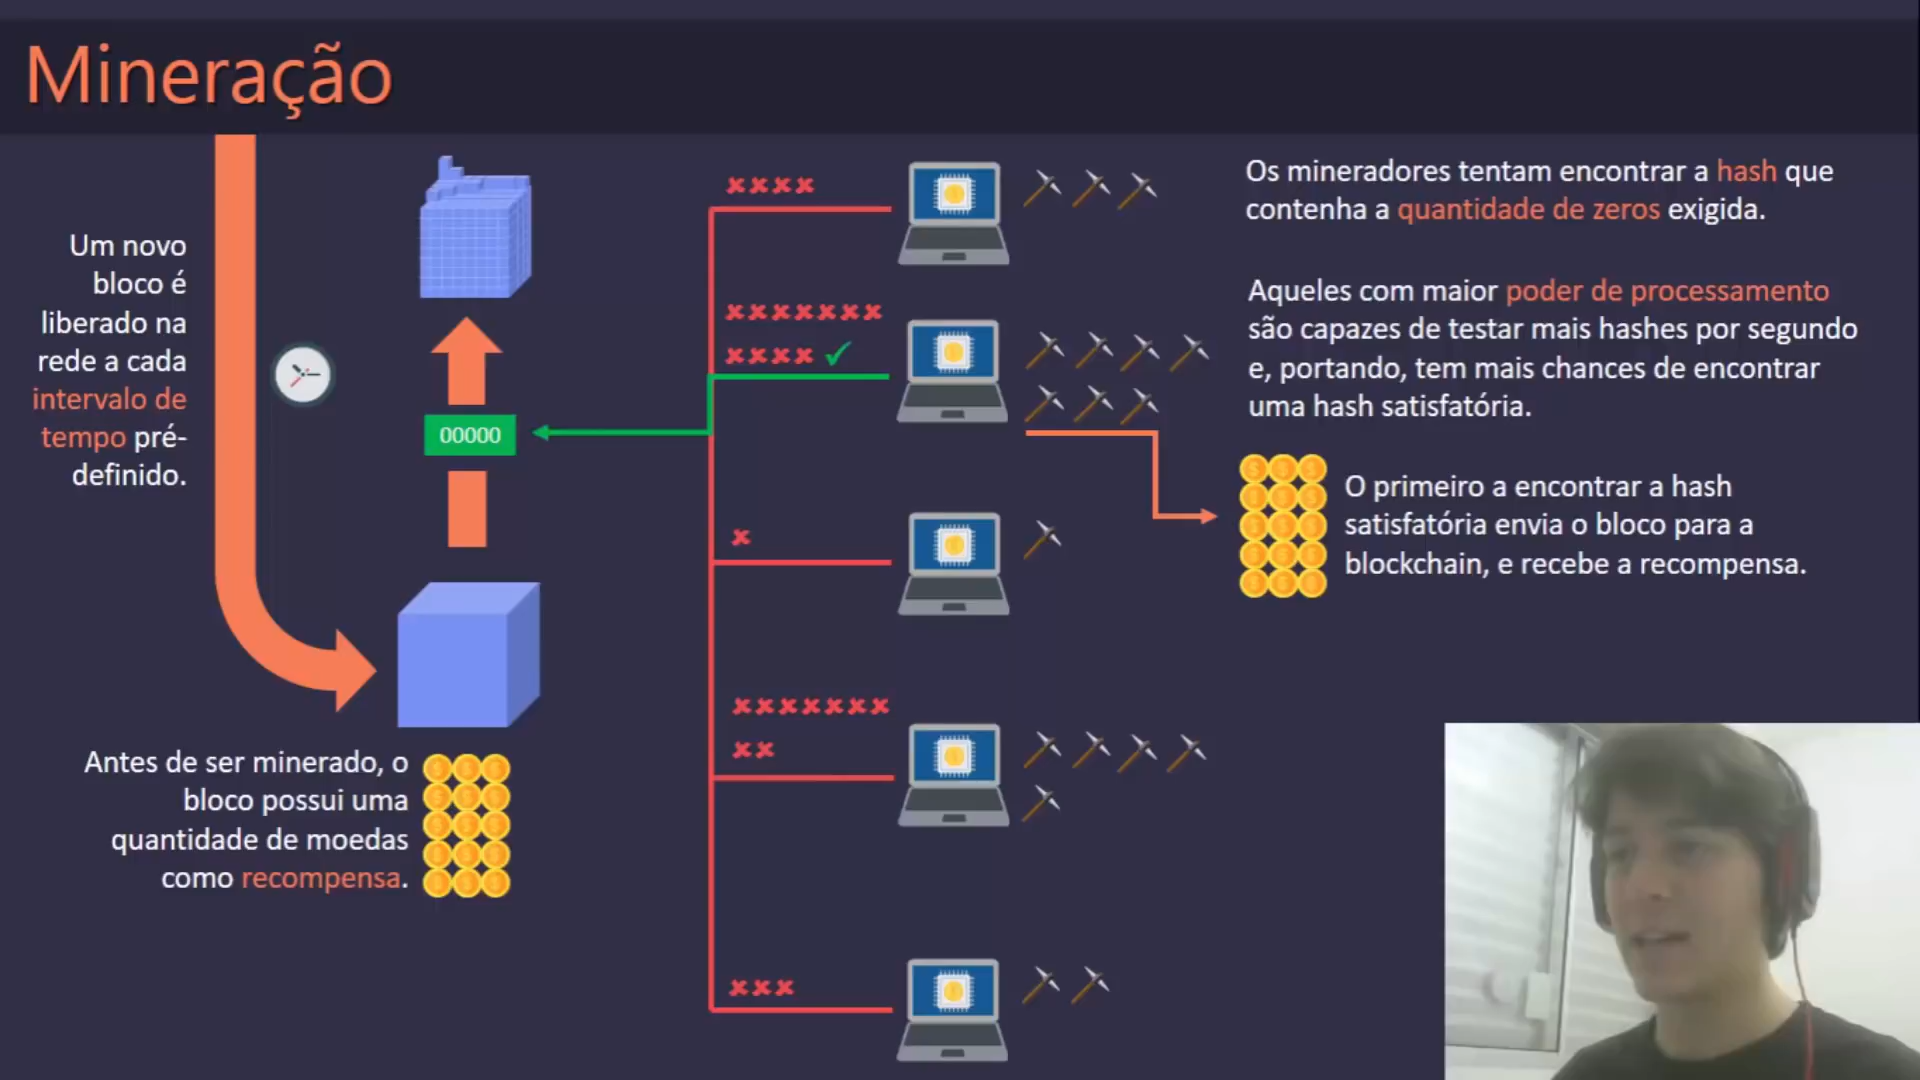 Mineração
Um novo
bloco é
liberado na
rede a cada
intervalo de
tempo pré-
definido.
00000
Antes de ser minerado, o
bloco possui uma
quantidade de moedas
como recompensa.
Os mineradores tentam encontrar a hash que
contenha a quantidade de zeros exigida.
Aqueles com maior poder de processamento
são capazes de testar mais hashes por segundo
e, portando, tem mais chances de encontrar
uma hash satisfatória.
O primeiro a encontrar a hash
satisfatória envia o bloco para a
blockchain, e recebe a recompensa.